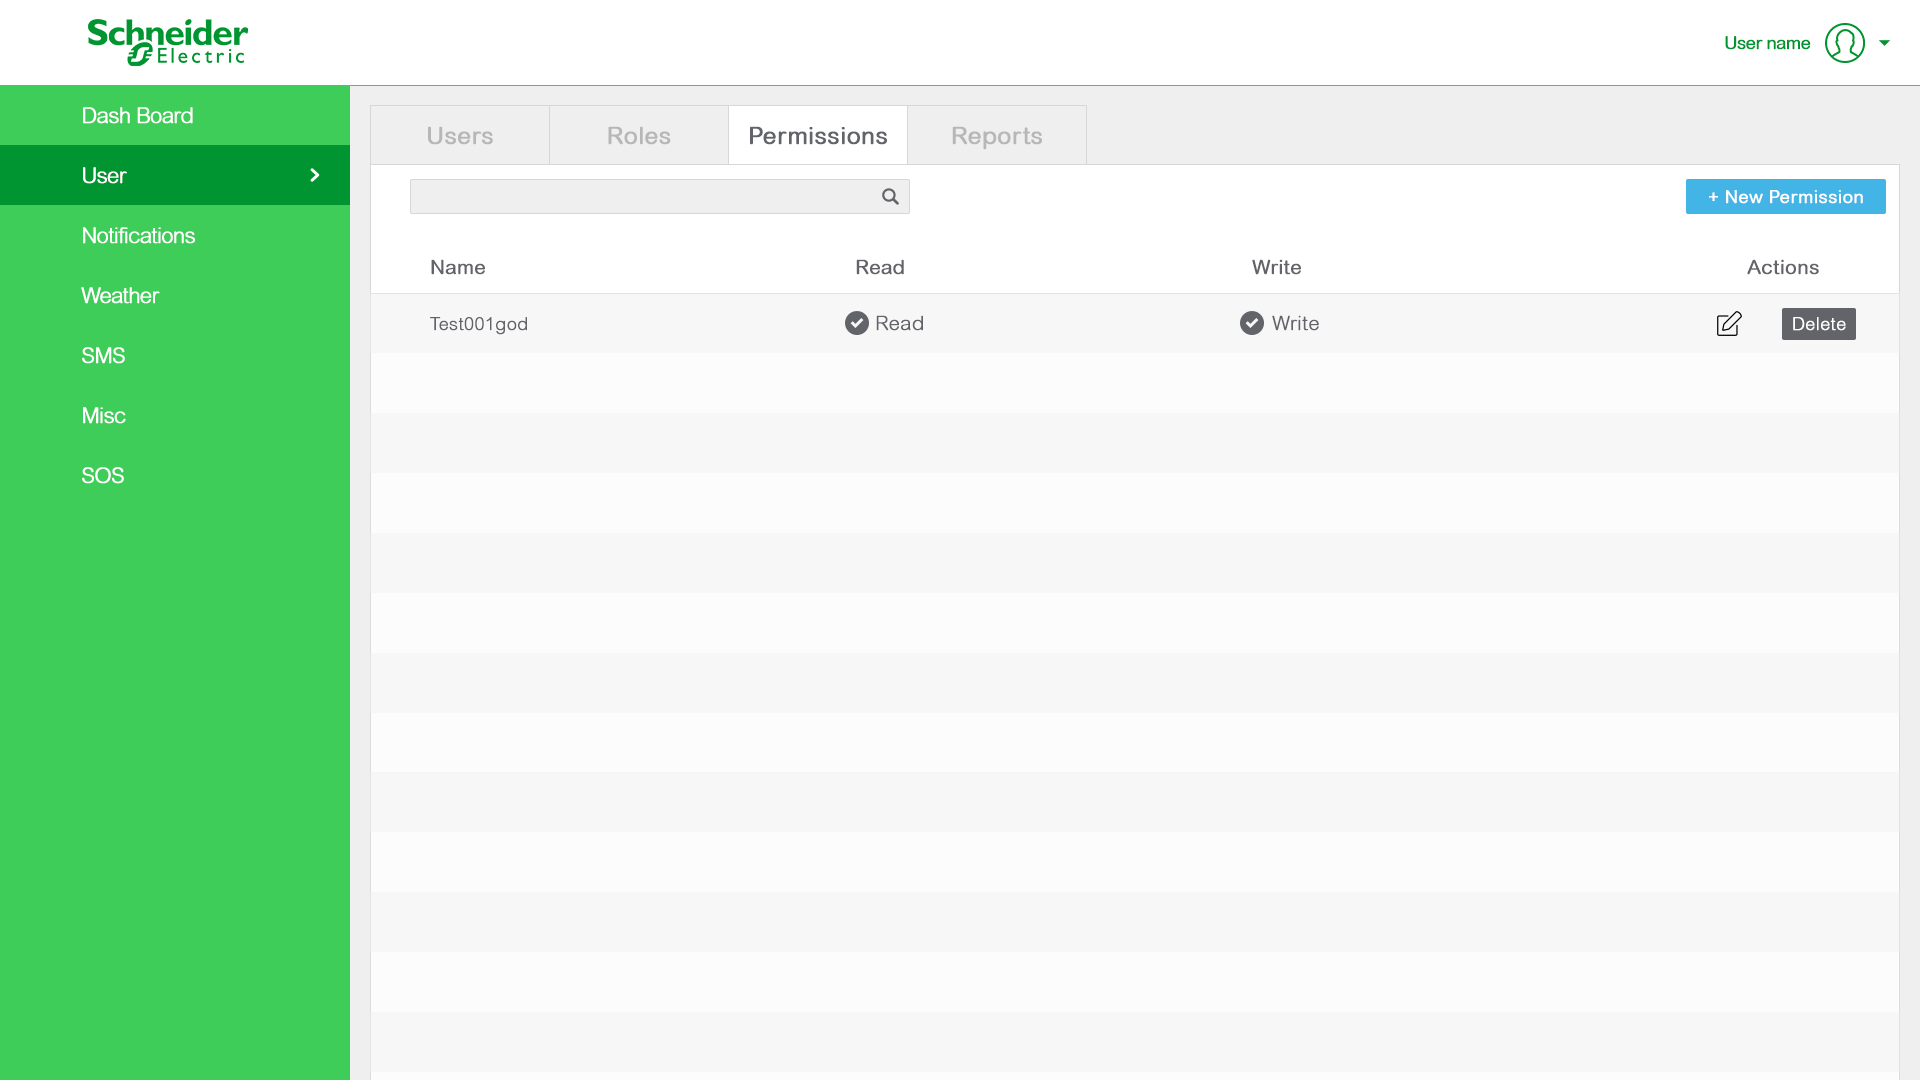 Schneider
Electric
User name
Dash Board
User
Notifications
Weather
SMS
Misc
SOS
Users Roles Permissions Reports
+ New Permission
Name Read Write Actions
Test001god Read Write Delete